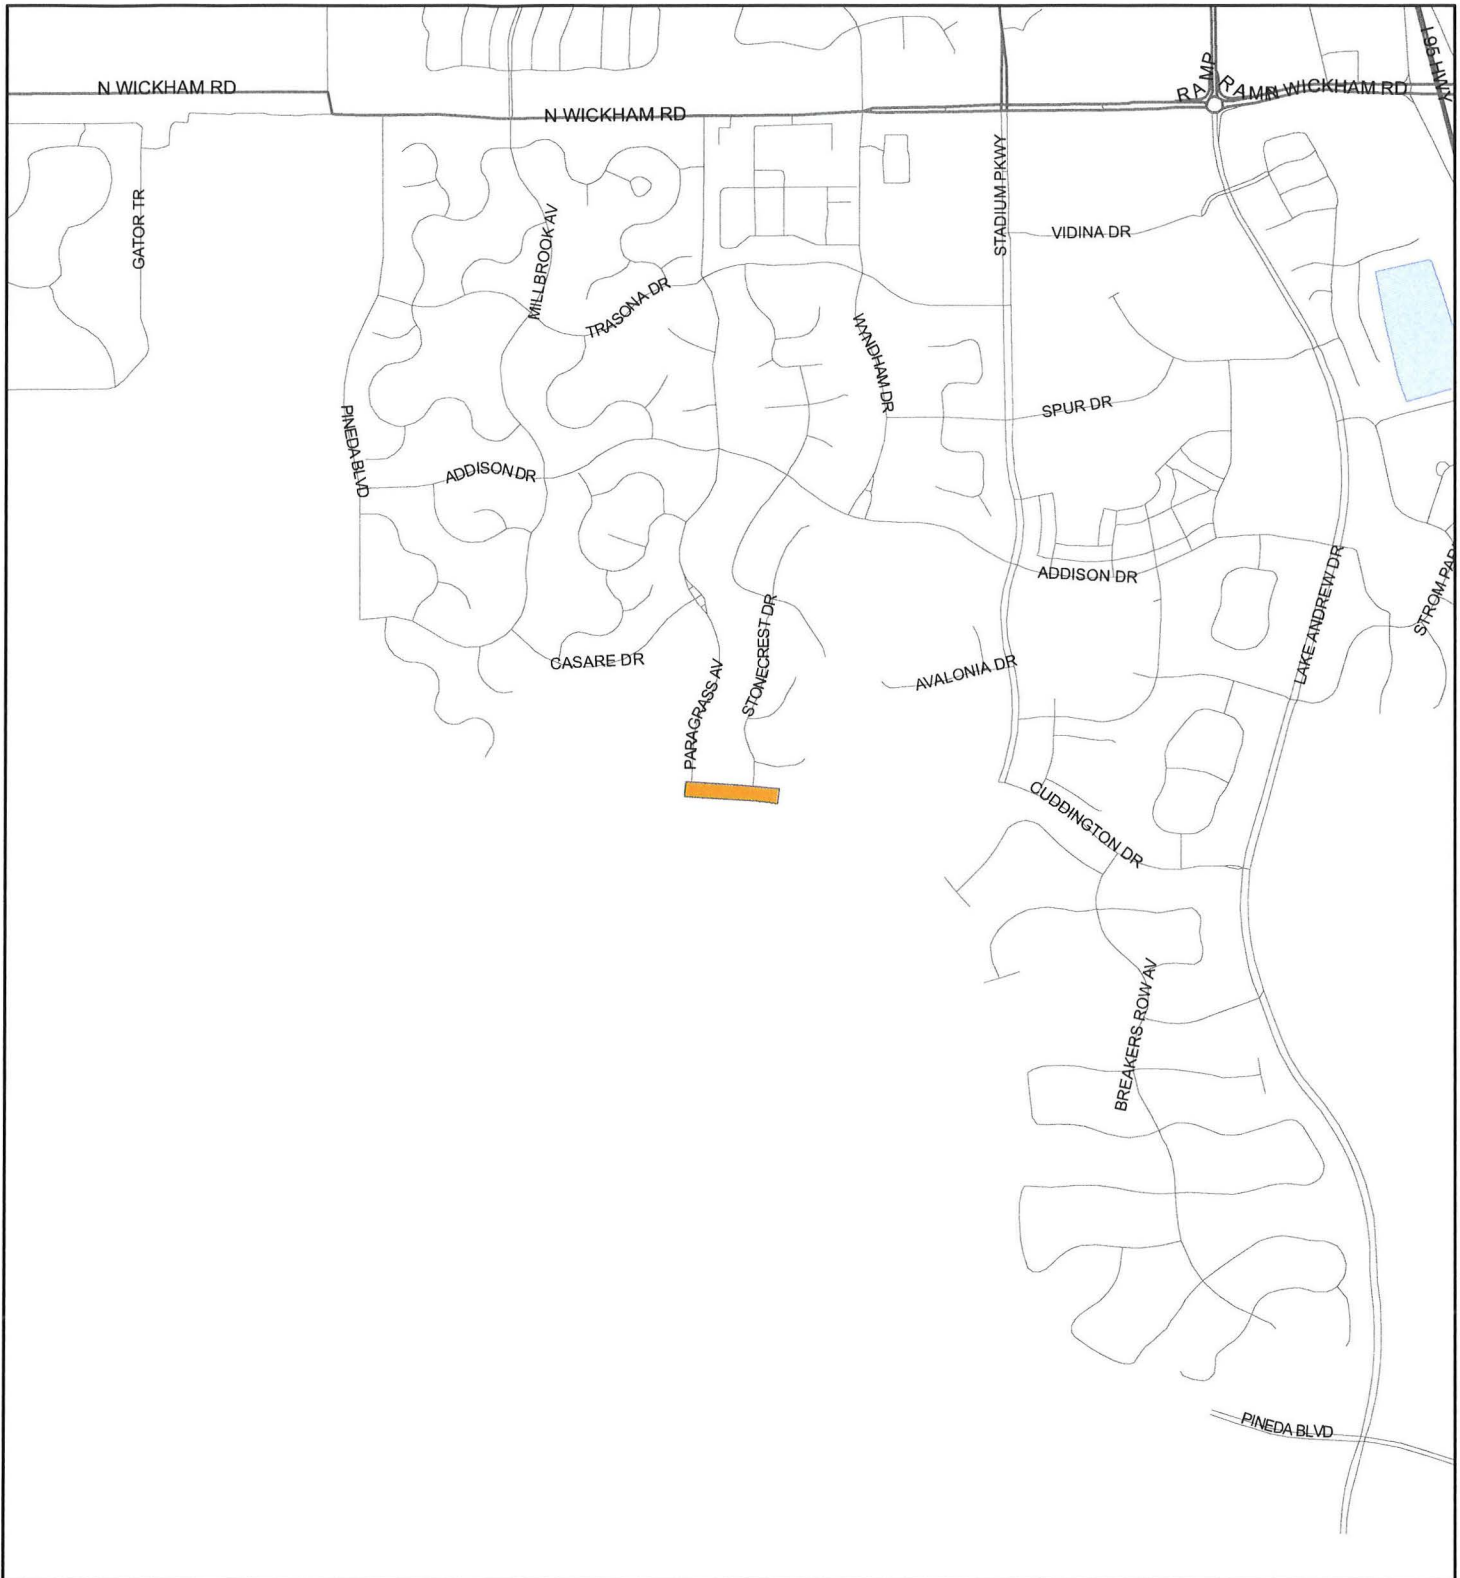 I-95 HWY
N WICKHAM RD
RAMP
RAMP
N WICKHAM RD
N WICKHAM RD
STADIUM PKWY
GATOR TR
VIDINA DR
MILLBROOK AV
TRASONA DR
WYNDHAM DR
SPUR DR
PINEDA BLVD
ADDISON DR
ADDISON DR
LAKE ANDREW DR
STROM PAR
CASARE DR
STONECREST DR
PARAGRASS AV
AVALONIA DR
CUDDINGTON DR
BREAKERS ROW AV
PINEDA BLVD